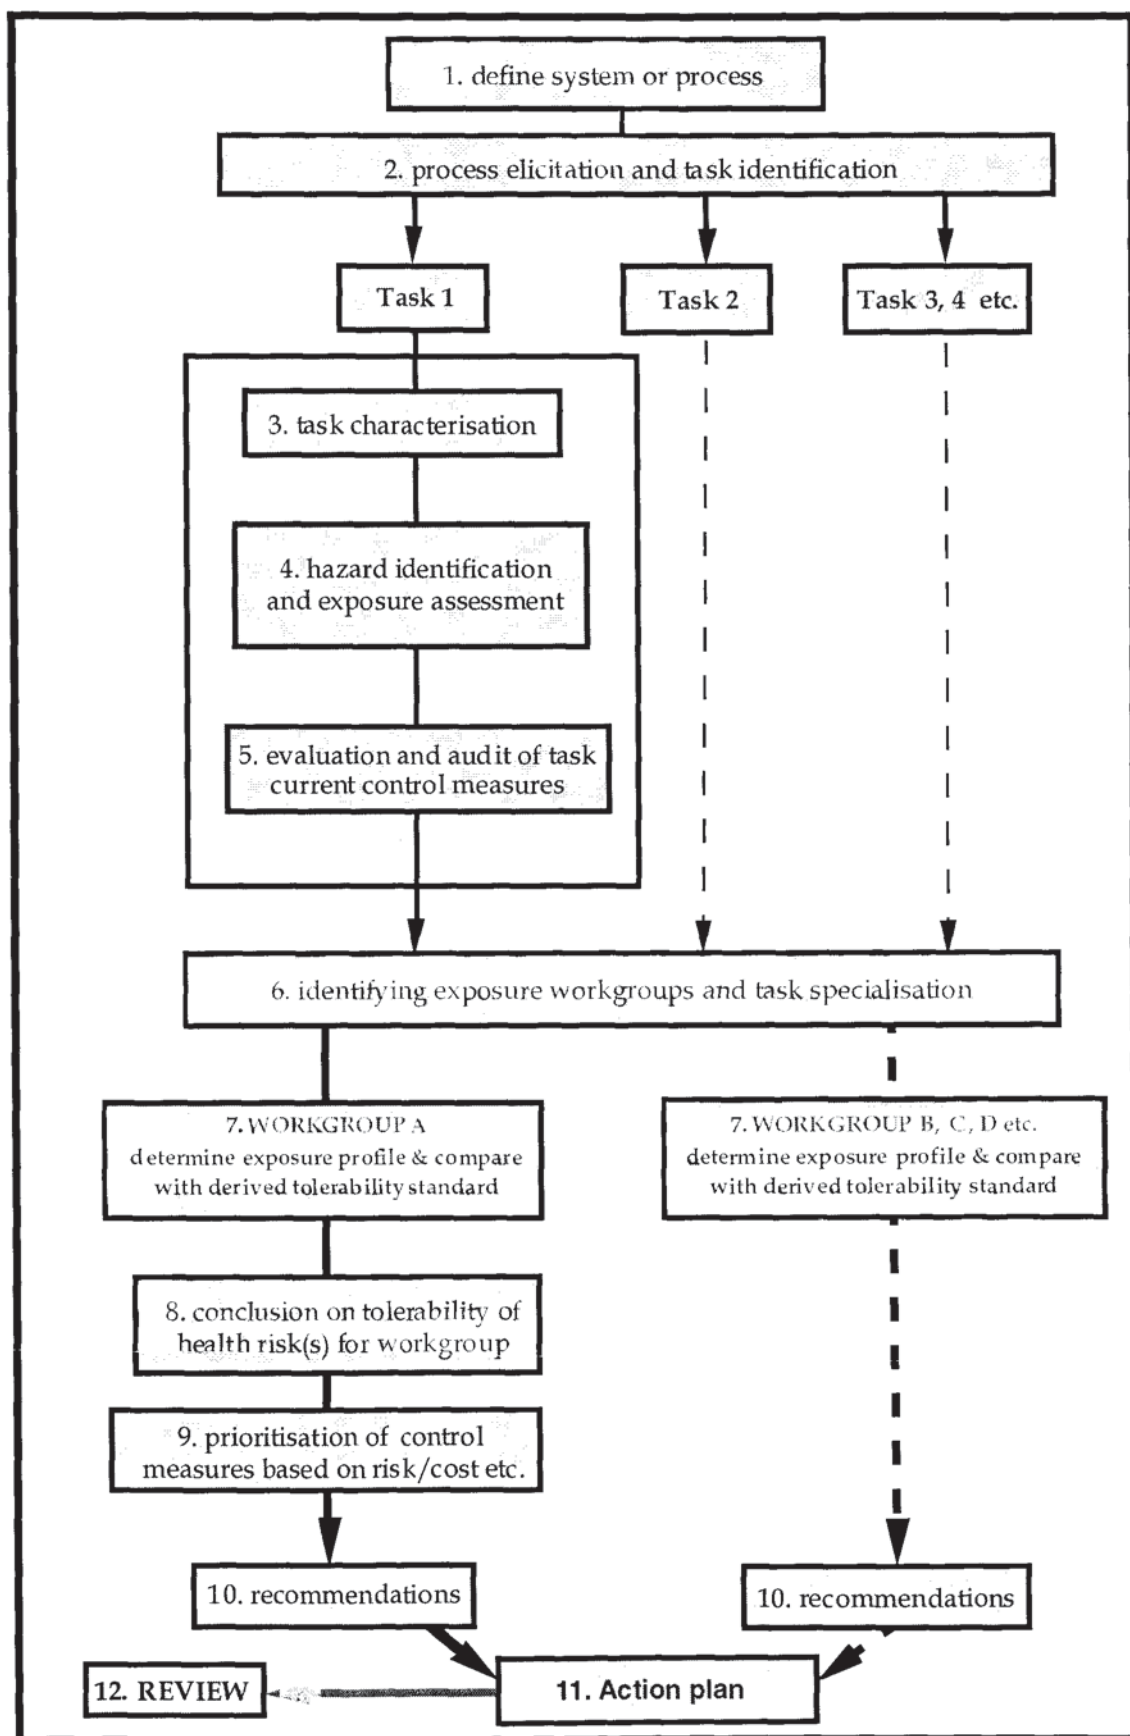 1. define system or process
2. process elicitation and task identification
Task 1
Task 2
Task 3, 4 etc.
3. task characterisation
4. hazard identification
and exposure assessment
5. evaluation and audit of task
current control measures
6. identifying exposure workgroups and task specialisation
7. WORKGROUP A
determine exposure profile & compare
with derived tolerability standard
7. WORKGROUP B, C, D etc.
determine exposure profile & compare
with derived tolerability standard
8. conclusion on tolerability of
health risk(s) for workgroup
9. prioritisation of control
measures based on risk/cost etc.
10. recommendations
10. recommendations
11. Action plan
12. REVIEW